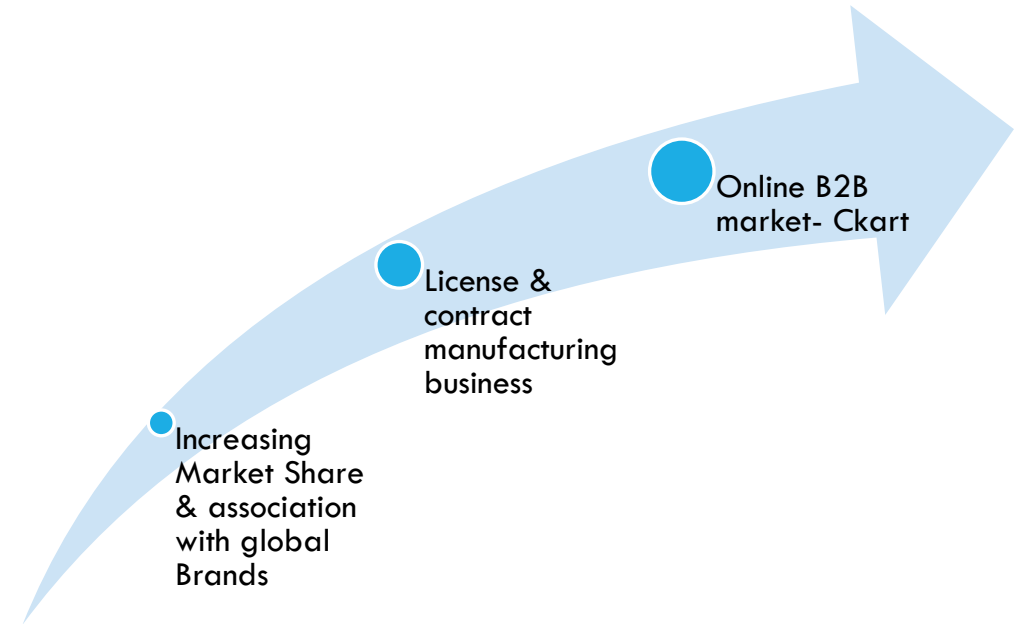 Online B2B
market- Ckart
License &
contract
manufacturing
business
Increasing
Market Share
& association
with global
Brands